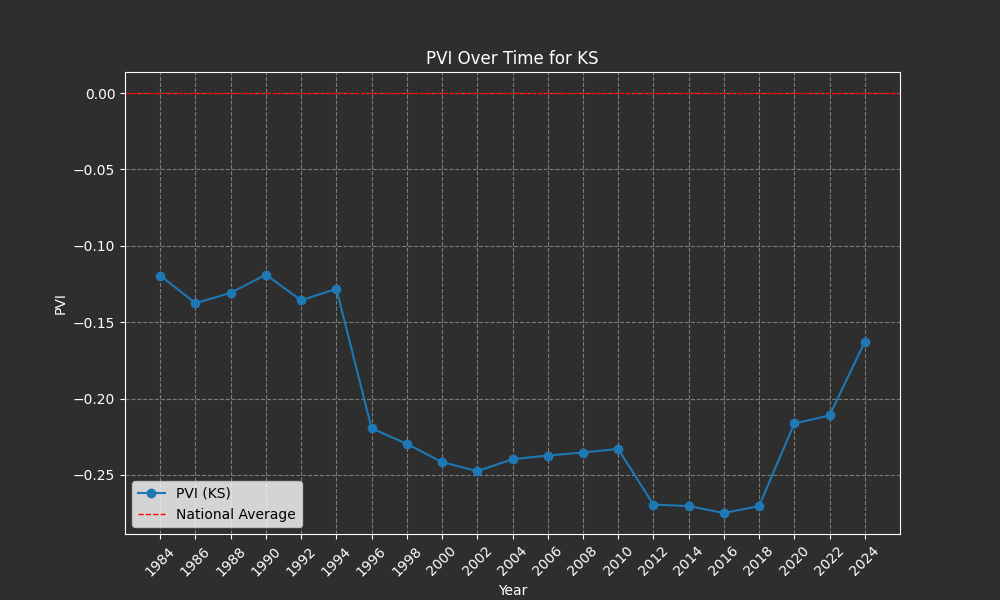 PVI Over Time for KS
PVI
0.00
−0.05
−0.10
−0.15
−0.20
−0.25
PVI (KS)
National Average
1984 1986 1988 1990 1992 1994 1996 1998 2000 2002 2004 2006 2008 2010 2012 2014 2016 2018 2020 2022 2024
Year